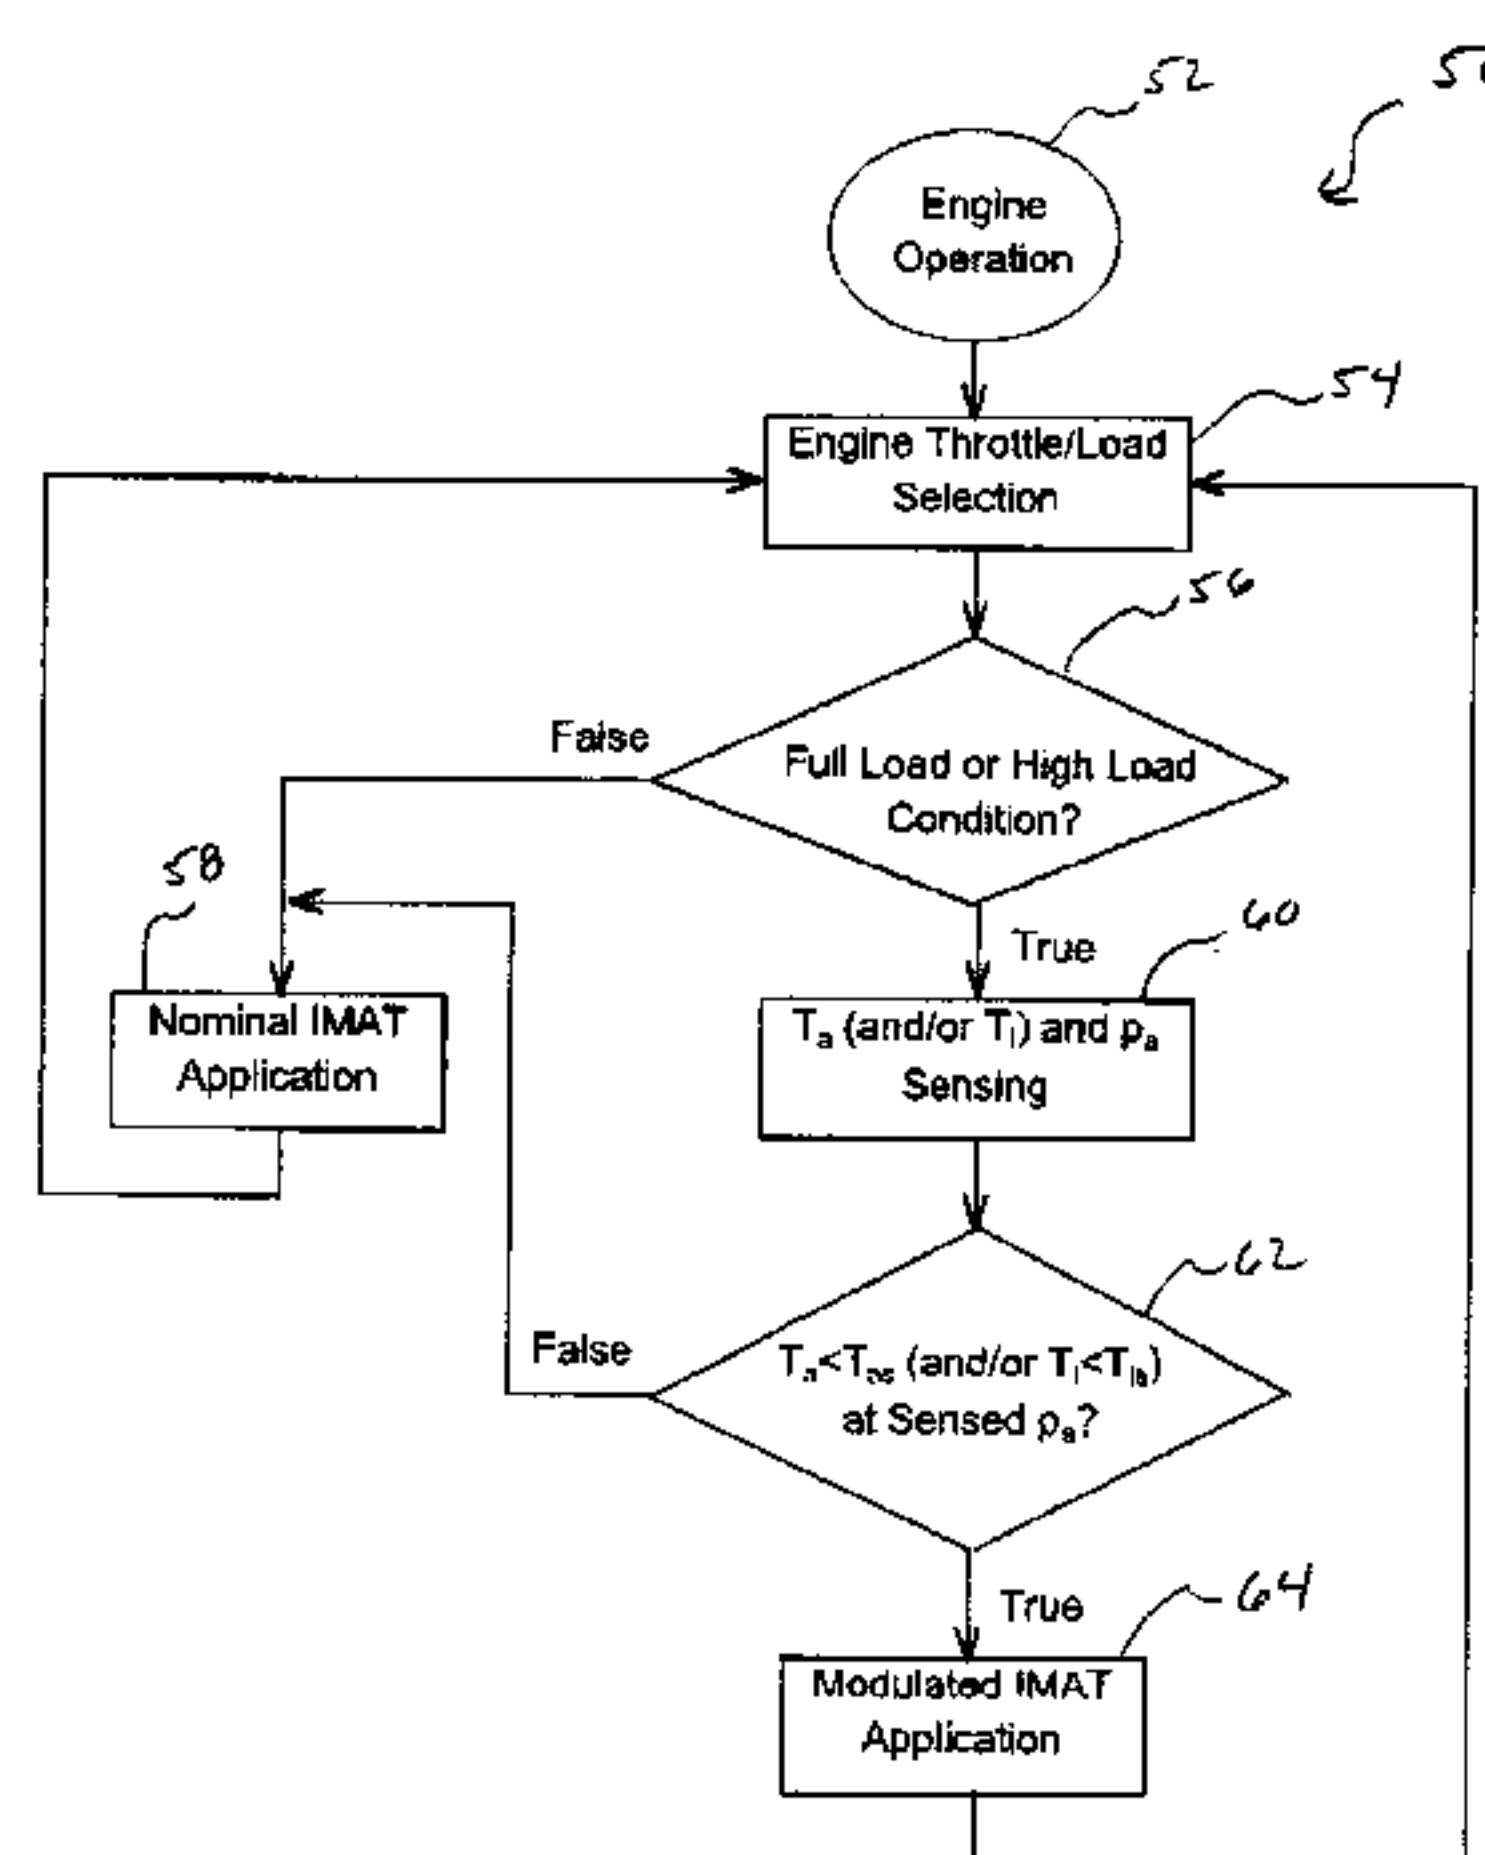 52
Engine
Operation
54
Engine Throttle/Load
Selection
56
False
Full Load or High Load
Condition?
58
True
60
Nominal IMAT
Application
Ta (and/or TI) and pa
Sensing
62
False
Ta<Tas (and/or TI<TIs)
at Sensed pa?
True
64
Modulated IMAT
Application